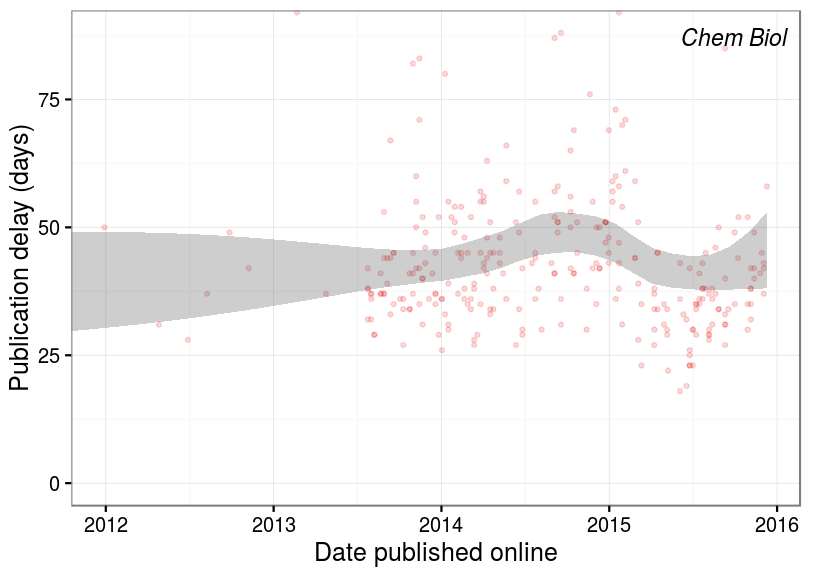 Chem Biol
75
50
25
0
Publication delay (days)
2012 2013 2014 2015 2016
Date published online